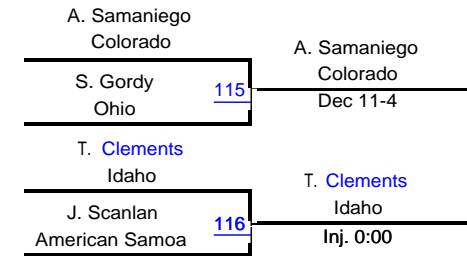 A. Samaniego
Colorado
S. Gordy
Ohio
115
A. Samaniego
Colorado
Dec 11-4
T. Clements
Idaho
J. Scanlan
American Samoa
116
T. Clements
Idaho
Inj. 0:00